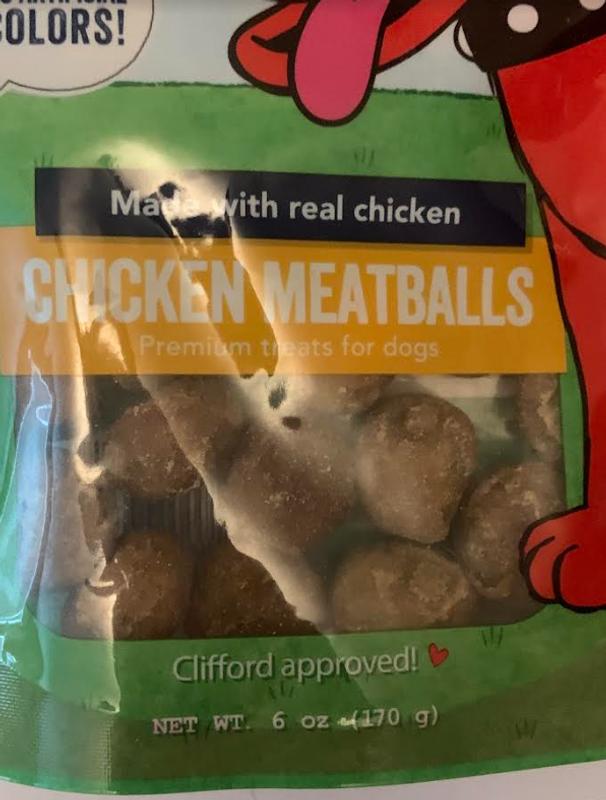 COLORS!
Made with real chicken
CHICKEN MEATBALLS
Premium treats for dogs
Clifford approved!
NET WT. 6 oz (170 g)